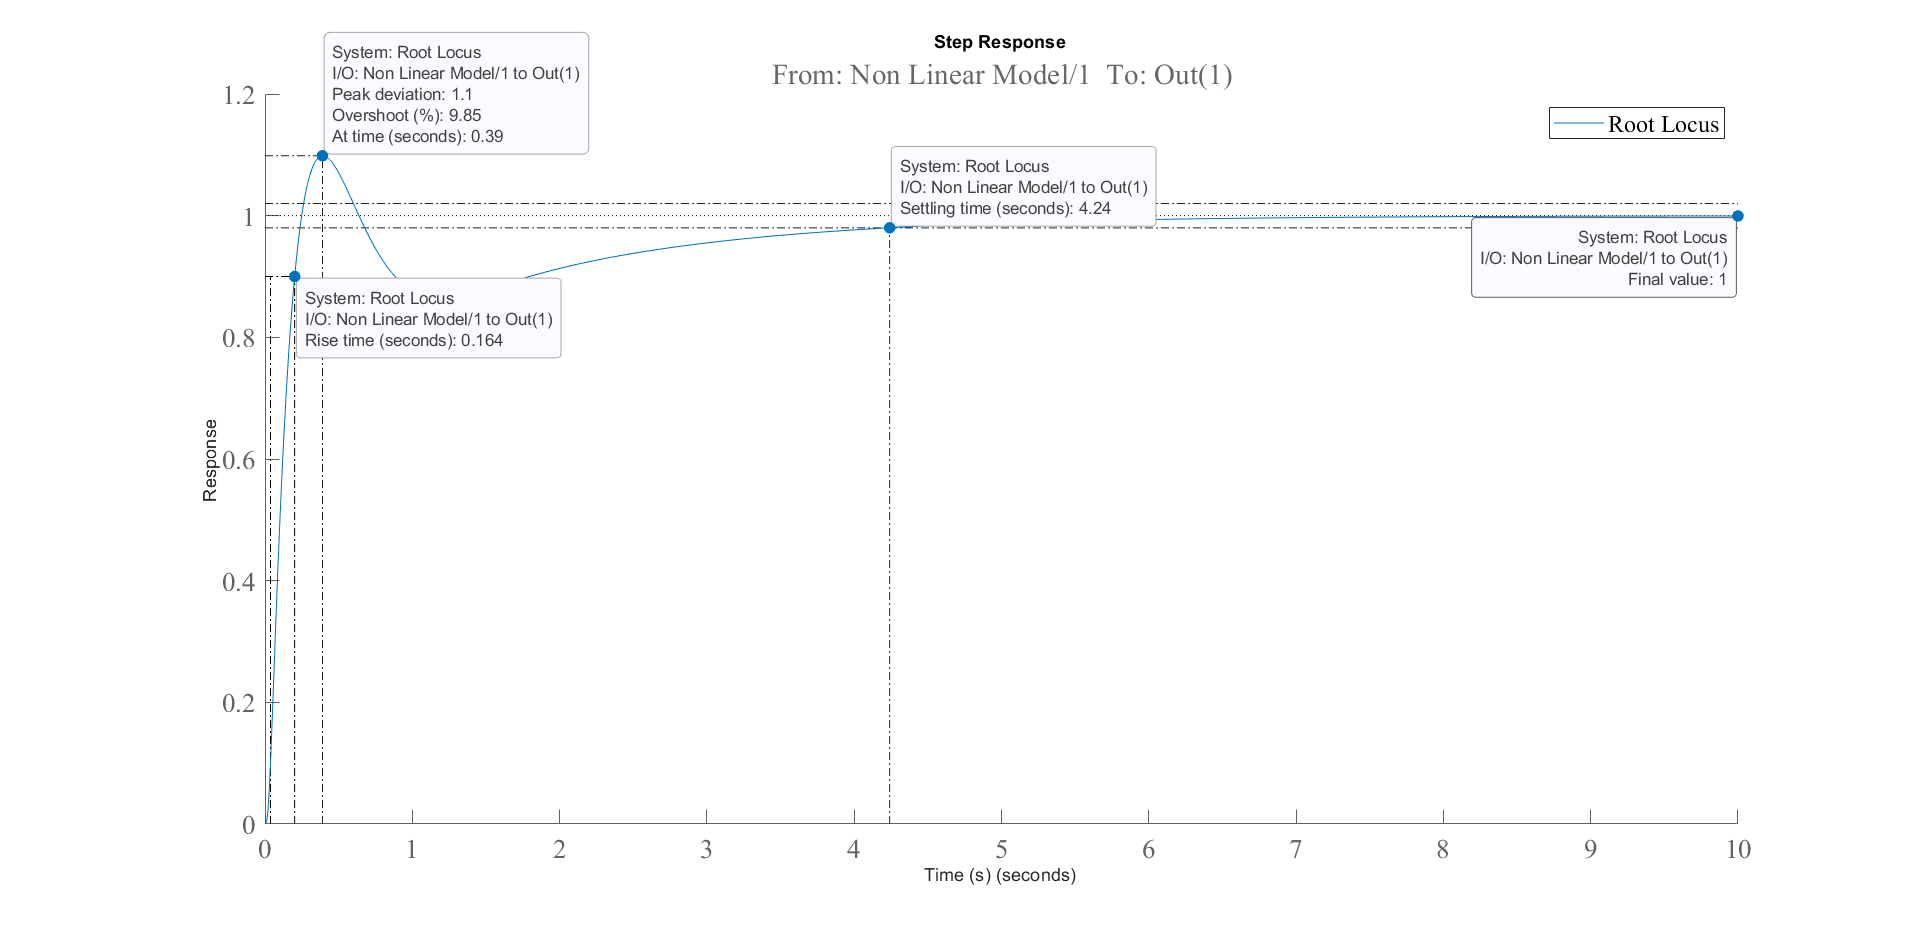 Step Response
From: Non Linear Model/1  To: Out(1)
System: Root Locus
I/O: Non Linear Model/1 to Out(1)
Peak deviation: 1.1
Overshoot (%): 9.85
At time (seconds): 0.39
Root Locus
System: Root Locus
I/O: Non Linear Model/1 to Out(1)
Settling time (seconds): 4.24
System: Root Locus
I/O: Non Linear Model/1 to Out(1)
Final value: 1
System: Root Locus
I/O: Non Linear Model/1 to Out(1)
Rise time (seconds): 0.164
Response
1.2
1
0.8
0.6
0.4
0.2
0
0 1 2 3 4 5 6 7 8 9 10
Time (s) (seconds)